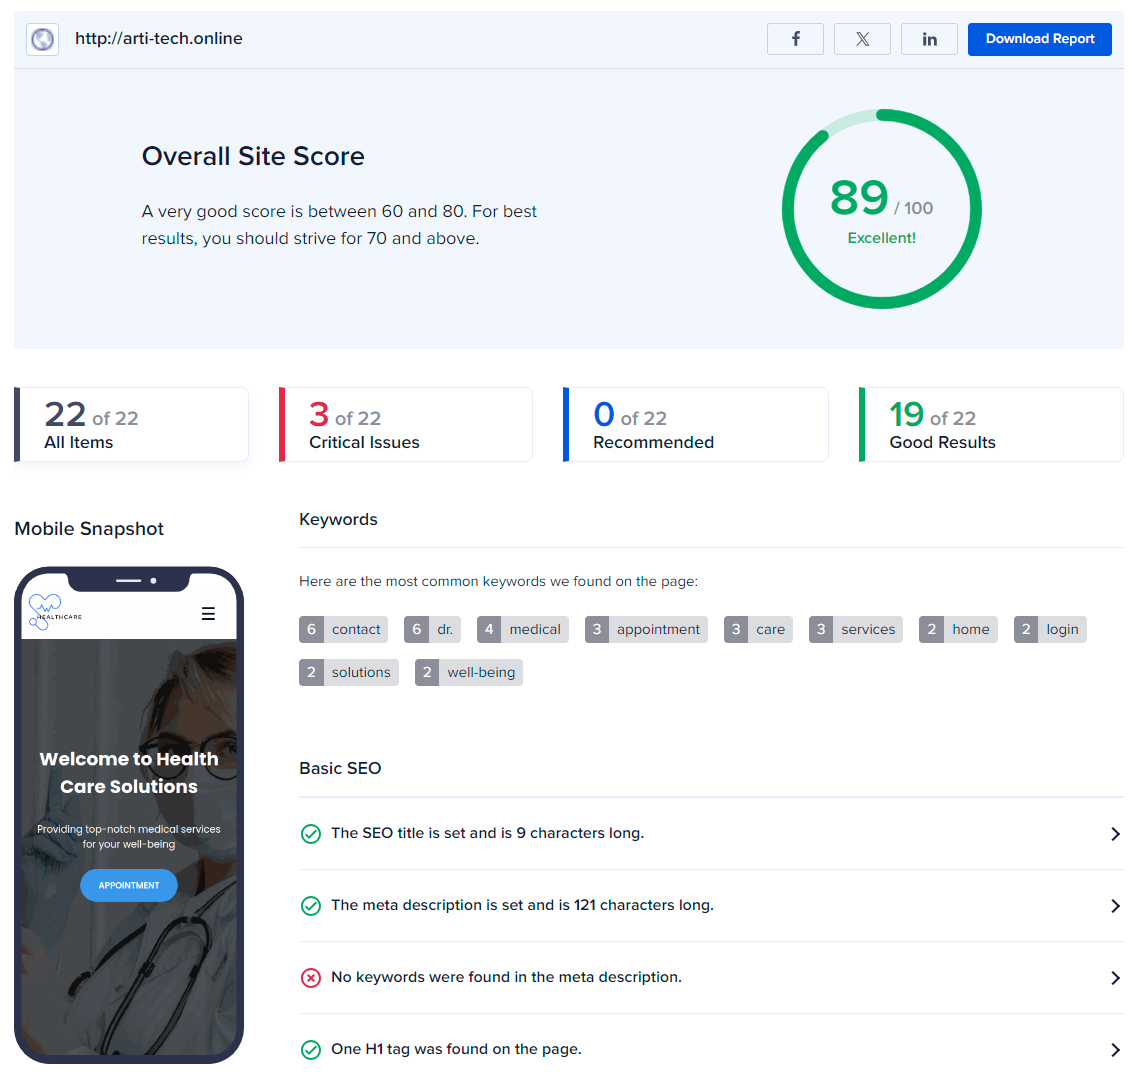 http://arti-tech.online
f
X
in
Download Report
Overall Site Score
A very good score is between 60 and 80. For best
results, you should strive for 70 and above.
89 / 100
Excellent!
22 of 22
All Items
3 of 22
Critical Issues
0 of 22
Recommended
19 of 22
Good Results
Mobile Snapshot
HEALTHCARE
Welcome to Health
Care Solutions
Providing top-notch medical services
for your well-being
APPOINTMENT
Keywords
Here are the most common keywords we found on the page:
6 contact 6 dr. 4 medical 3 appointment 3 care 3 services 2 home 2 login
2 solutions 2 well-being
Basic SEO
The SEO title is set and is 9 characters long.
The meta description is set and is 121 characters long.
No keywords were found in the meta description.
One H1 tag was found on the page.